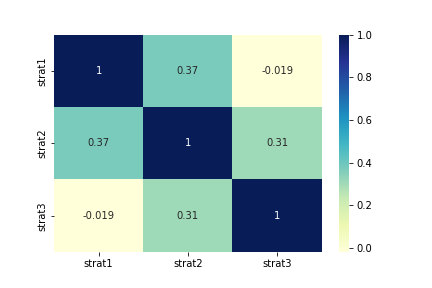 strat1 1 0.37 -0.019
strat2 0.37 1 0.31
strat3 -0.019 0.31 1
strat1 strat2 strat3
1.0
0.8
0.6
0.4
0.2
0.0